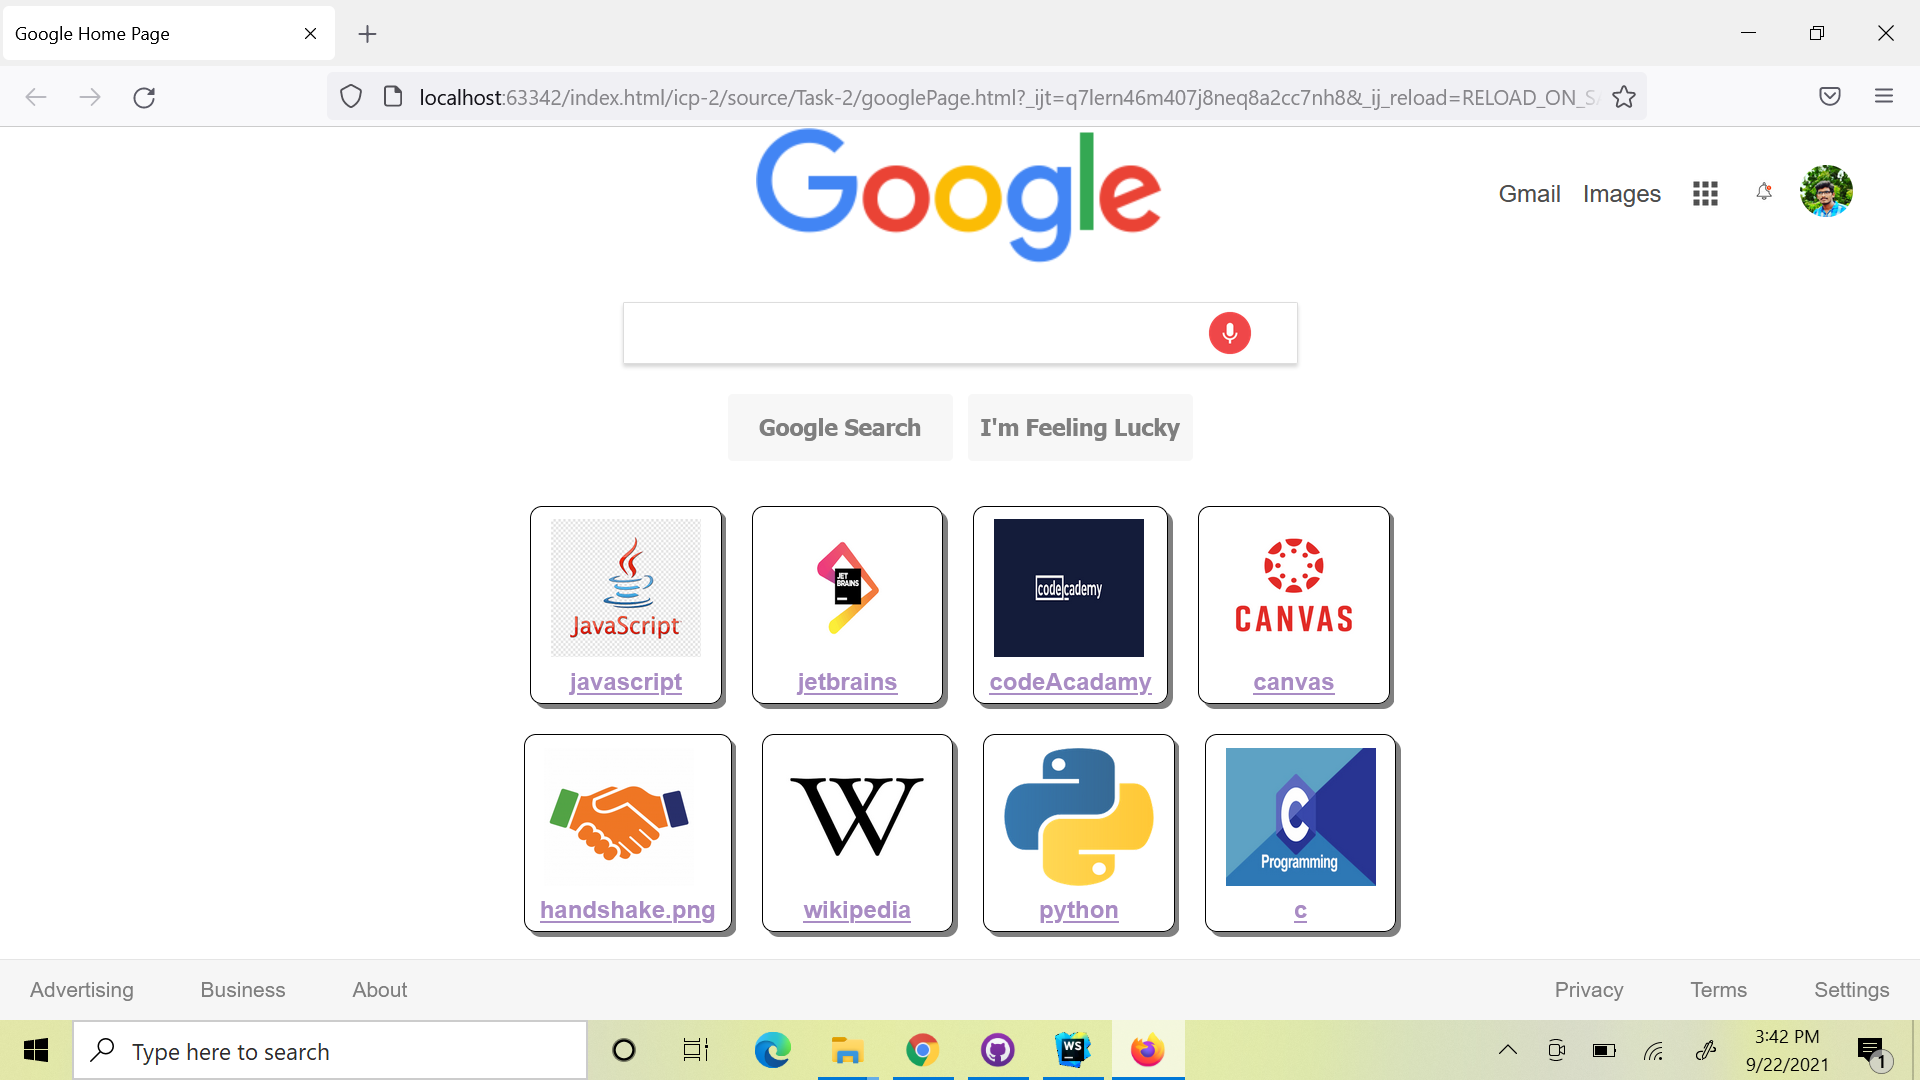 Google Home Page
localhost:63342/index.html/icp-2/source/Task-2/googlePage.html?_ijt=q7lern46m407j8neq8a2cc7nh8&_ij_reload=RELOAD_ON_SA
Google
Gmail Images
Google Search I'm Feeling Lucky
JavaScript
JET
BRAINS
codecademy
CANVAS
javascript jetbrains codeAcadamy canvas
W
C
Programming
handshake.png wikipedia python c
Advertising Business About Privacy Terms Settings
Type here to search
WS
3:42 PM
9/22/2021
1